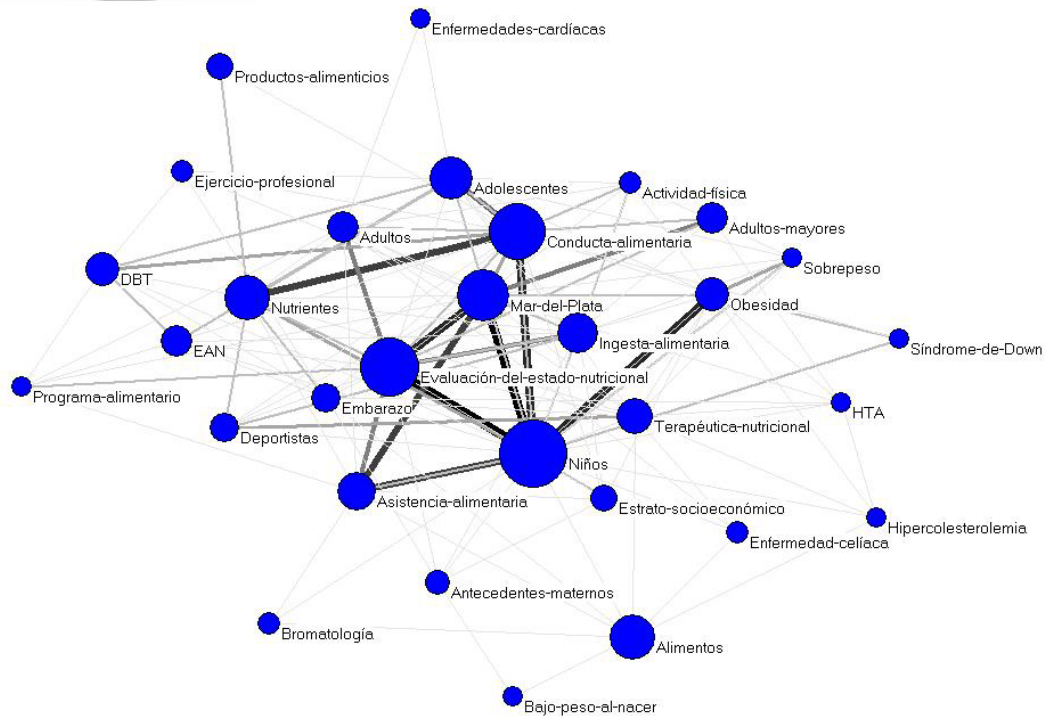 Enfermedades-cardíacas
Productos-alimenticios
Ejercicio-profesional
Adolescentes
Actividad-física
Adultos
Conducta-alimentaria
Adultos-mayores
Sobrepeso
DBT
Nutrientes
Mar-del-Plata
Obesidad
EAN
Ingesta-alimentaria
Síndrome-de-Down
Evaluación-del-estado-nutricional
Programa-alimentario
Embarazo
HTA
Deportistas
Terapéutica-nutricional
Niños
Asistencia-alimentaria
Estrato-socioeconómico
Hipercolesterolemia
Enfermedad-celíaca
Antecedentes-maternos
Bromatología
Alimentos
Bajo-peso-al-nacer